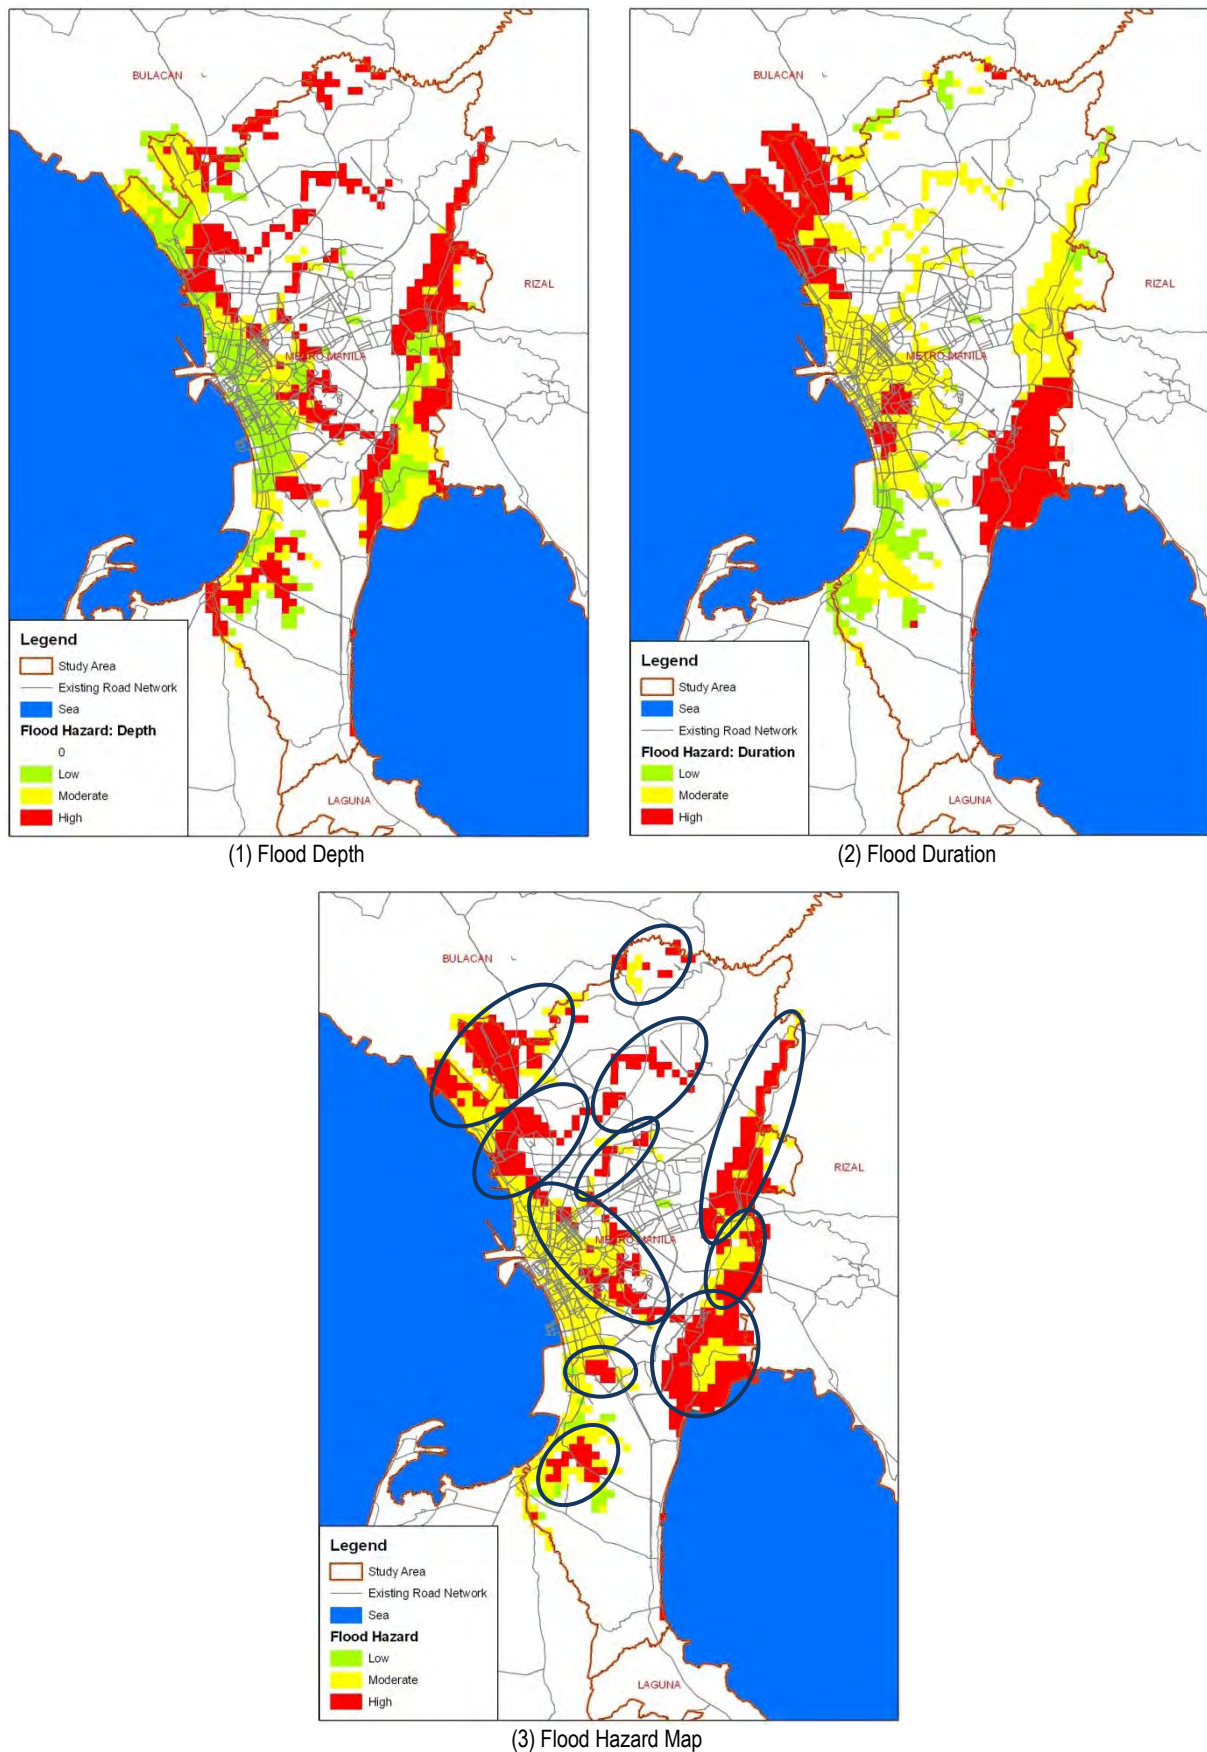 BULACAN
RIZAL
METRO MANILA
Legend
Study Area
Existing Road Network
Sea
Flood Hazard: Depth
0
Low
Moderate
High
LAGUNA
(1) Flood Depth
BULACAN
RIZAL
METRO MANILA
Legend
Study Area
Sea
Existing Road Network
Flood Hazard: Duration
Low
Moderate
High
LAGUNA
(2) Flood Duration
BULACAN
RIZAL
METRO MANILA
Legend
Study Area
Existing Road Network
Sea
Flood Hazard
Low
Moderate
High
LAGUNA
(3) Flood Hazard Map